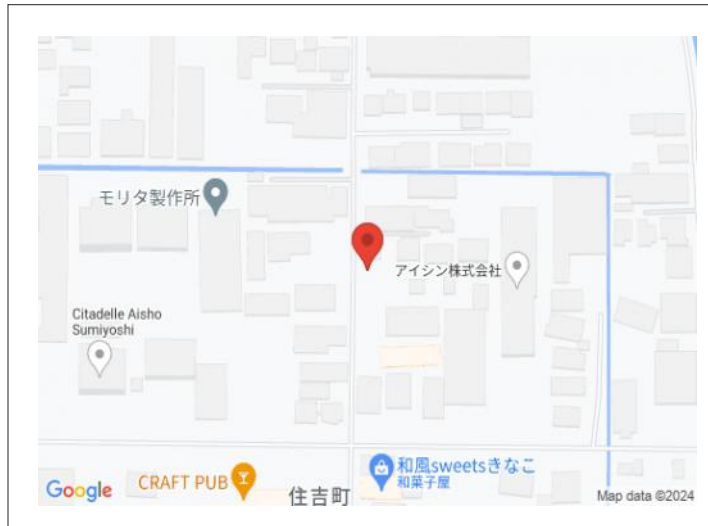 モリタ製作所
アイシン株式会社
Citadelle Aisho
Sumiyoshi
CRAFT PUB
和風sweetsきなこ
和菓子屋
住吉町
Google
Map data ©2024